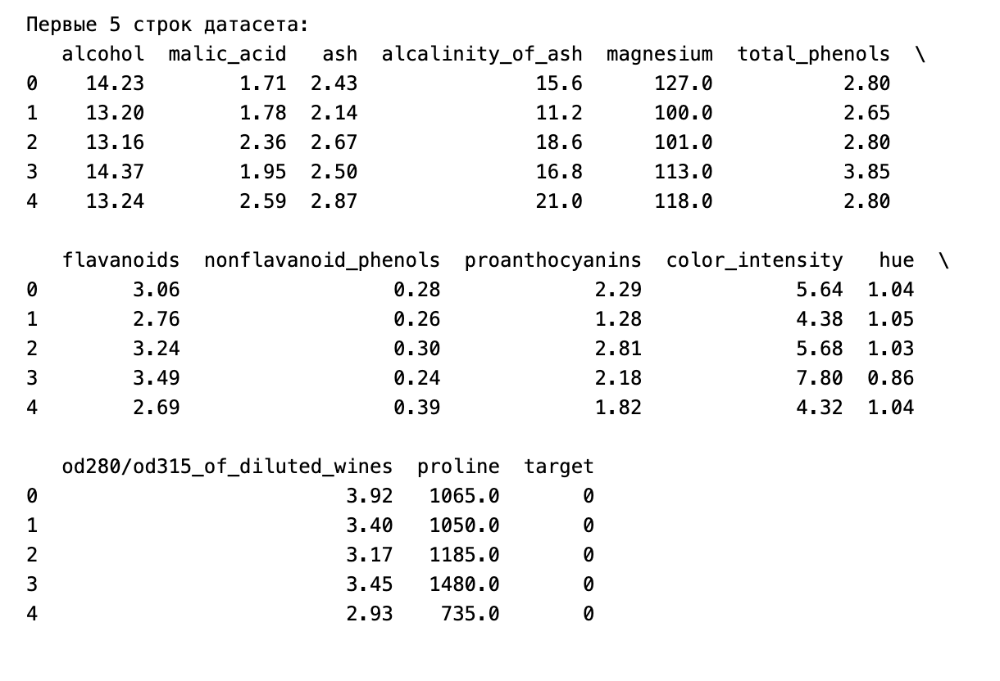 Первые 5 строк датасета:
   alcohol  malic_acid   ash  alcalinity_of_ash  magnesium  total_phenols  \
0    14.23        1.71  2.43               15.6      127.0           2.80
1    13.20        1.78  2.14               11.2      100.0           2.65
2    13.16        2.36  2.67               18.6      101.0           2.80
3    14.37        1.95  2.50               16.8      113.0           3.85
4    13.24        2.59  2.87               21.0      118.0           2.80

   flavanoids  nonflavanoid_phenols  proanthocyanins  color_intensity   hue  \
0        3.06                  0.28             2.29             5.64  1.04
1        2.76                  0.26             1.28             4.38  1.05
2        3.24                  0.30             2.81             5.68  1.03
3        3.49                  0.24             2.18             7.80  0.86
4        2.69                  0.39             1.82             4.32  1.04

   od280/od315_of_diluted_wines  proline  target
0                          3.92   1065.0       0
1                          3.40   1050.0       0
2                          3.17   1185.0       0
3                          3.45   1480.0       0
4                          2.93    735.0       0